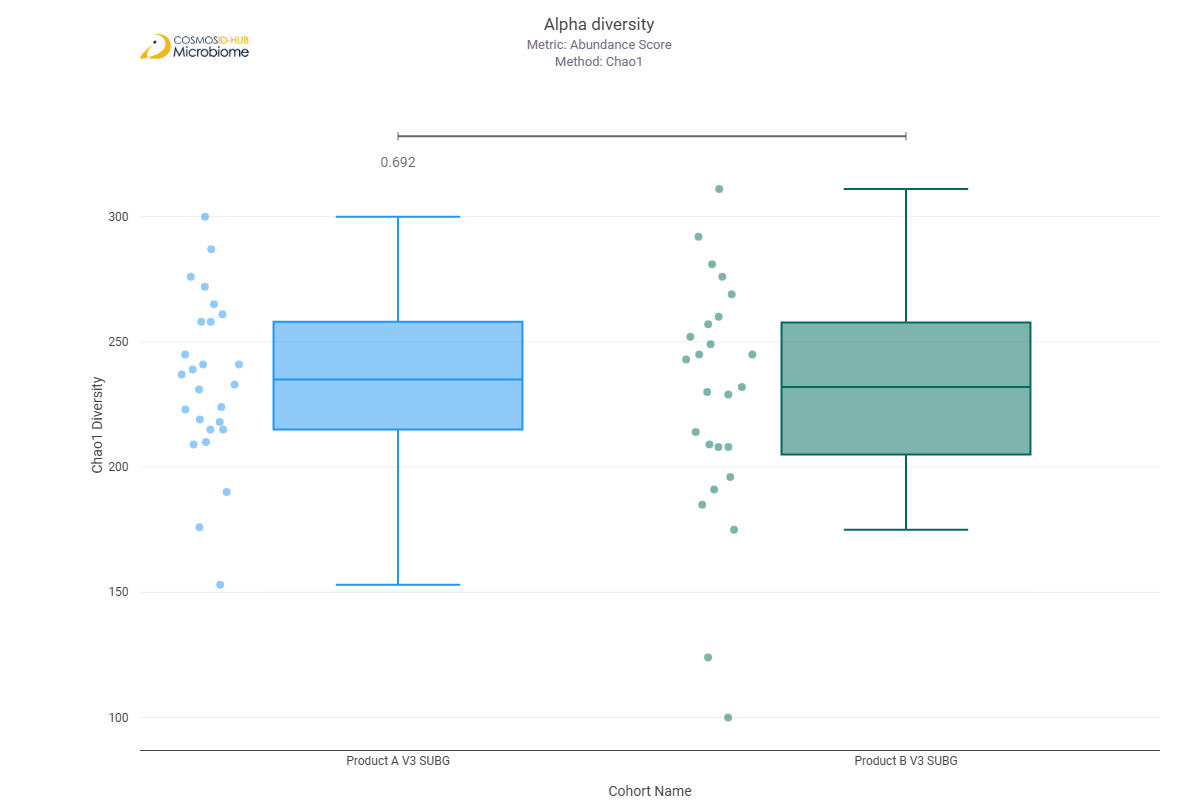 Alpha diversity
Metric: Abundance Score
Method: Chao1
COSMOSID-HUB
Microbiome
0.692
300
250
200
150
100
Chao1 Diversity
Product A V3 SUBG
Product B V3 SUBG
Cohort Name